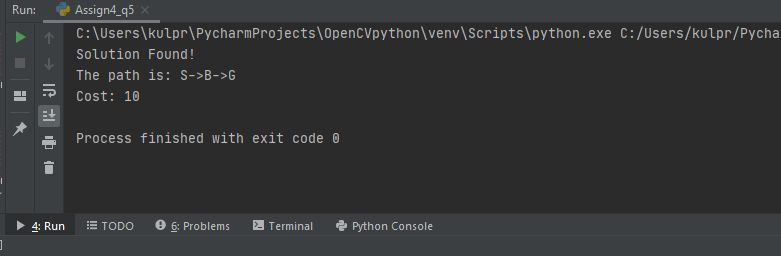 Run: Assign4_q5
C:\Users\kulpr\PycharmProjects\OpenCVpython\venv\Scripts\python.exe C:/Users/kulpr/Pycha
Solution Found!
The path is: S->B->G
Cost: 10
Process finished with exit code 0
4: Run TODO 6: Problems Terminal Python Console